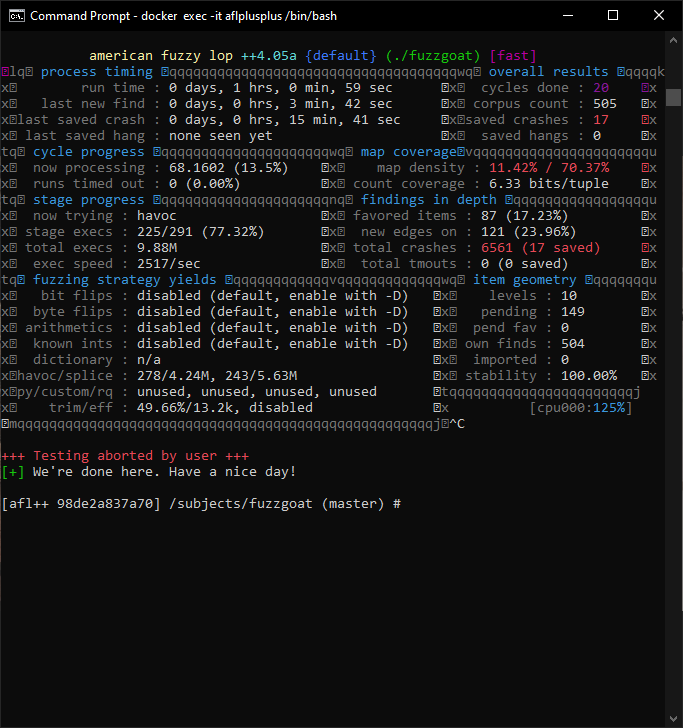 Command Prompt - docker exec -it aflplusplus /bin/bash
american fuzzy lop ++4.05a {default} (./fuzzgoat) [fast]
lq process timing qqqqqqqqqqqqqqqqqqqqqqqqqqqqqqqqqqqqwq overall results qqqqk
x run time : 0 days, 1 hrs, 0 min, 59 sec x cycles done : 20 x
x last new find : 0 days, 0 hrs, 3 min, 42 sec x corpus count : 505 x
xlast saved crash : 0 days, 0 hrs, 15 min, 41 sec xsaved crashes : 17 x
x last saved hang : none seen yet x saved hangs : 0 x
tq cycle progress qqqqqqqqqqqqqqqqqqqqqwq map coveragevqqqqqqqqqqqqqqqqqqqqqqu
x now processing : 68.1602 (13.5%) x map density : 11.42% / 70.37% x
x runs timed out : 0 (0.00%) x count coverage : 6.33 bits/tuple x
tq stage progress qqqqqqqqqqqqqqqqqqqqqnq findings in depth qqqqqqqqqqqqqqqqqu
x now trying : havoc x favored items : 87 (17.23%) x
x stage execs : 225/291 (77.32%) x new edges on : 121 (23.96%) x
x total execs : 9.88M x total crashes : 6561 (17 saved) x
x exec speed : 2517/sec x total tmouts : 0 (0 saved) x
tq fuzzing strategy yields qqqqqqqqqqqqvqqqqqqqqqqqqqwq item geometry qqqqqqqu
x bit flips : disabled (default, enable with -D) x levels : 10 x
x byte flips : disabled (default, enable with -D) x pending : 149 x
x arithmetics : disabled (default, enable with -D) x pend fav : 0 x
x known ints : disabled (default, enable with -D) x own finds : 504 x
x dictionary : n/a x imported : 0 x
xhavoc/splice : 278/4.24M, 243/5.63M x stability : 100.00% x
xpy/custom/rq : unused, unused, unused, unused tqqqqqqqqqqqqqqqqqqqqqqqj
x trim/eff : 49.66%/13.2k, disabled x [cpu000:125%]
mqqqqqqqqqqqqqqqqqqqqqqqqqqqqqqqqqqqqqqqqqqqqqqqqqqqqj^C
+++ Testing aborted by user +++
[+] We're done here. Have a nice day!
[afl++ 98de2a837a70] /subjects/fuzzgoat (master) #